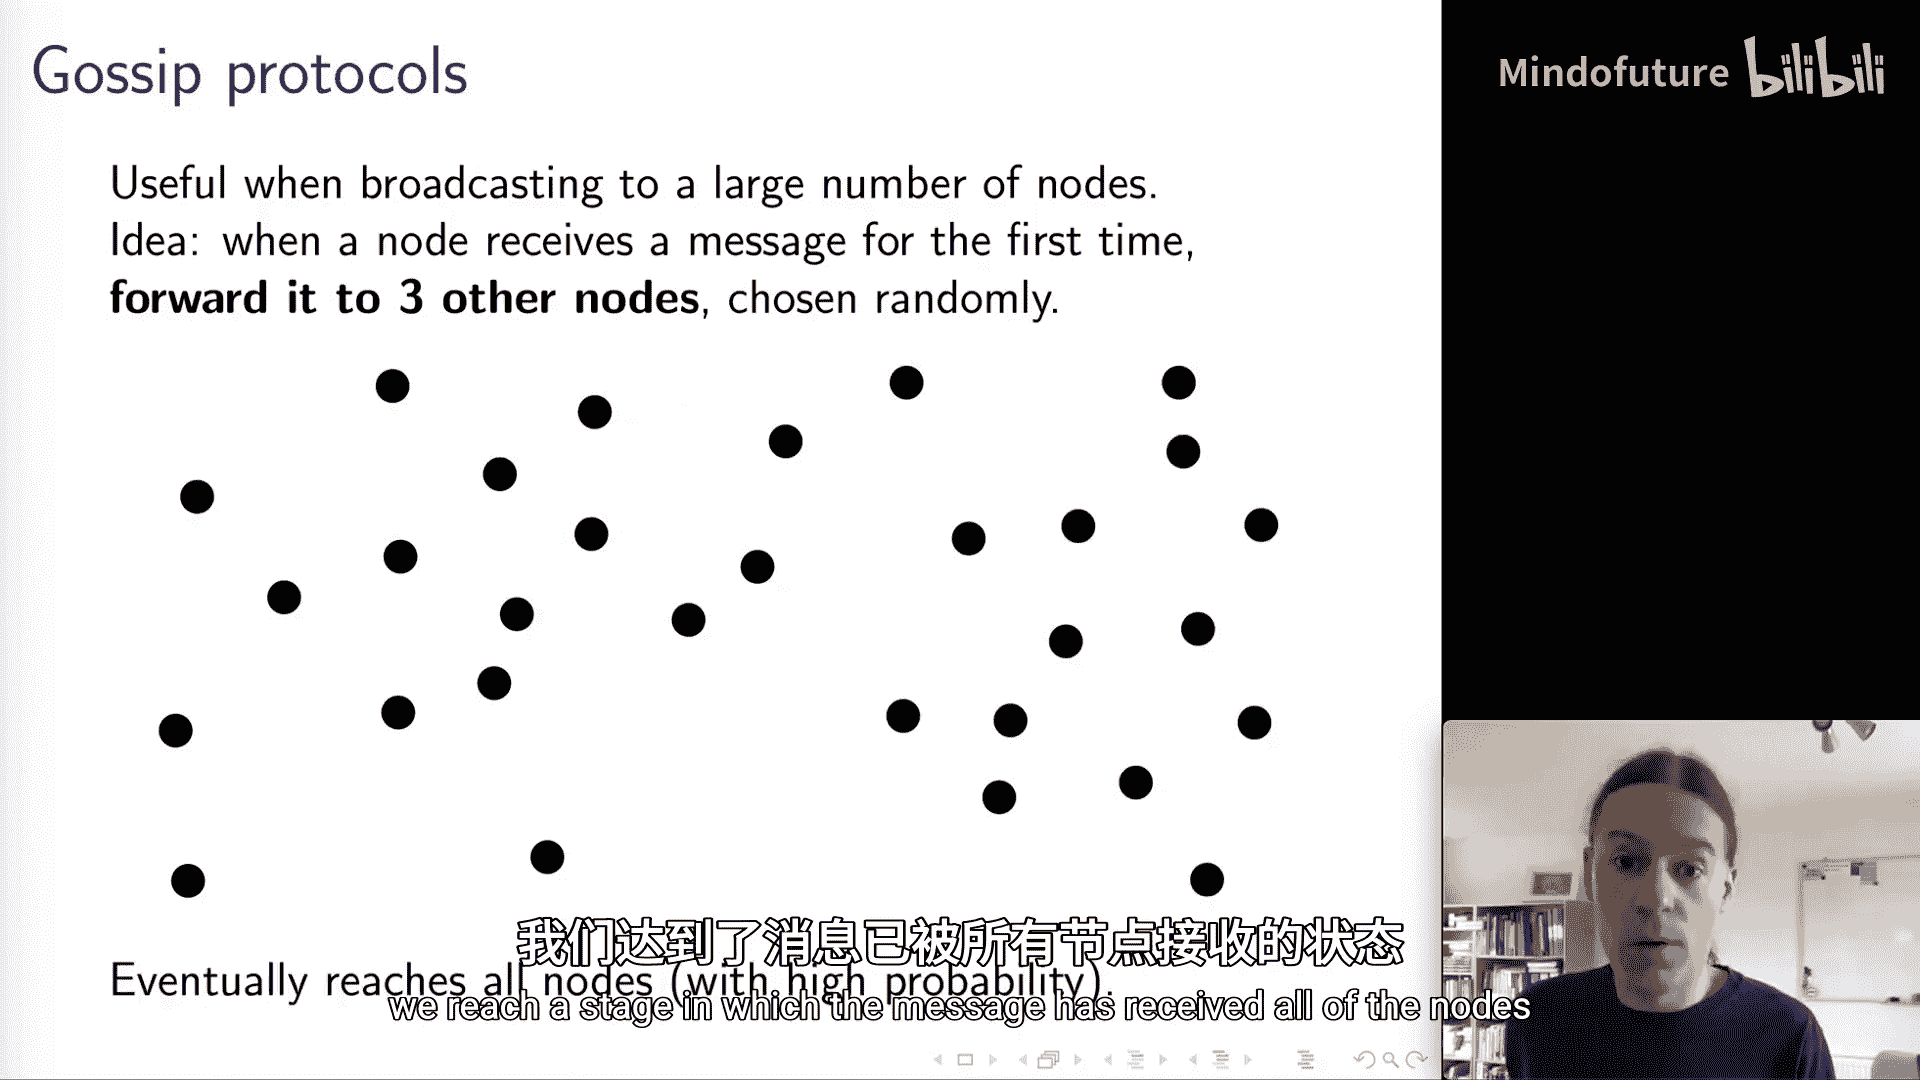 Gossip protocols
Mindofuture bilibili
Useful when broadcasting to a large number of nodes.
Idea: when a node receives a message for the first time,
forward it to 3 other nodes, chosen randomly.
我们达到了消息已被所有节点接收的状态
Eventually reaches all nodes (with high probability).
we reach a stage in which the message has received all of the nodes